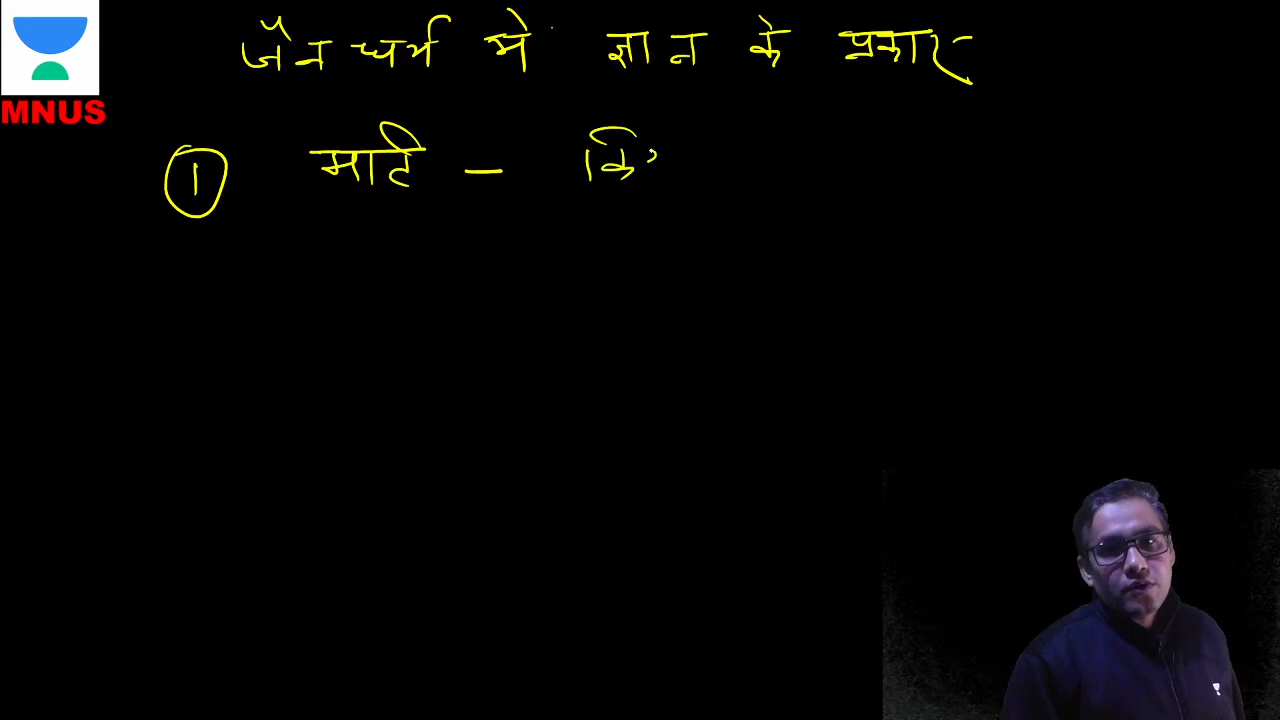 MNUS
जैन धर्म में ज्ञान के प्रकार
① मति - कि